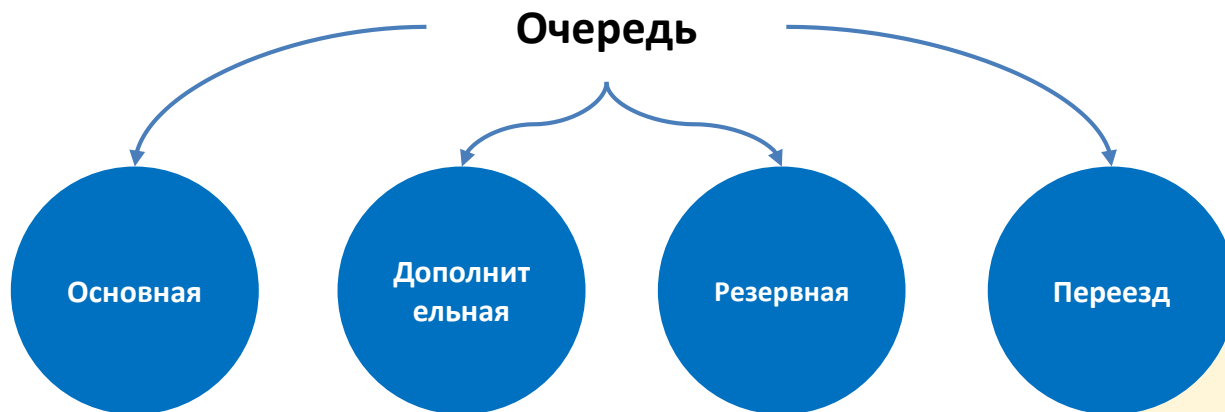 Очередь
Основная
Дополнит
ельная
Резервная
Переезд